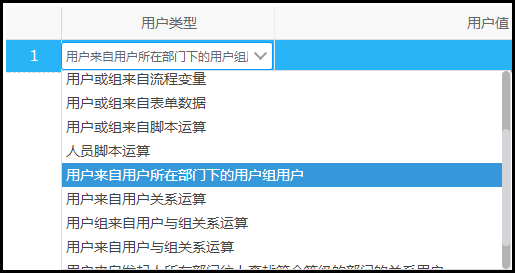 用户类型 用户值
1 用户来自用户所在部门下的用户组
用户或组来自流程变量
用户或组来自表单数据
用户或组来自脚本运算
人员脚本运算
用户来自用户所在部门下的用户组用户
用户来自用户关系运算
用户组来自用户与组关系运算
用户来自用户与组关系运算